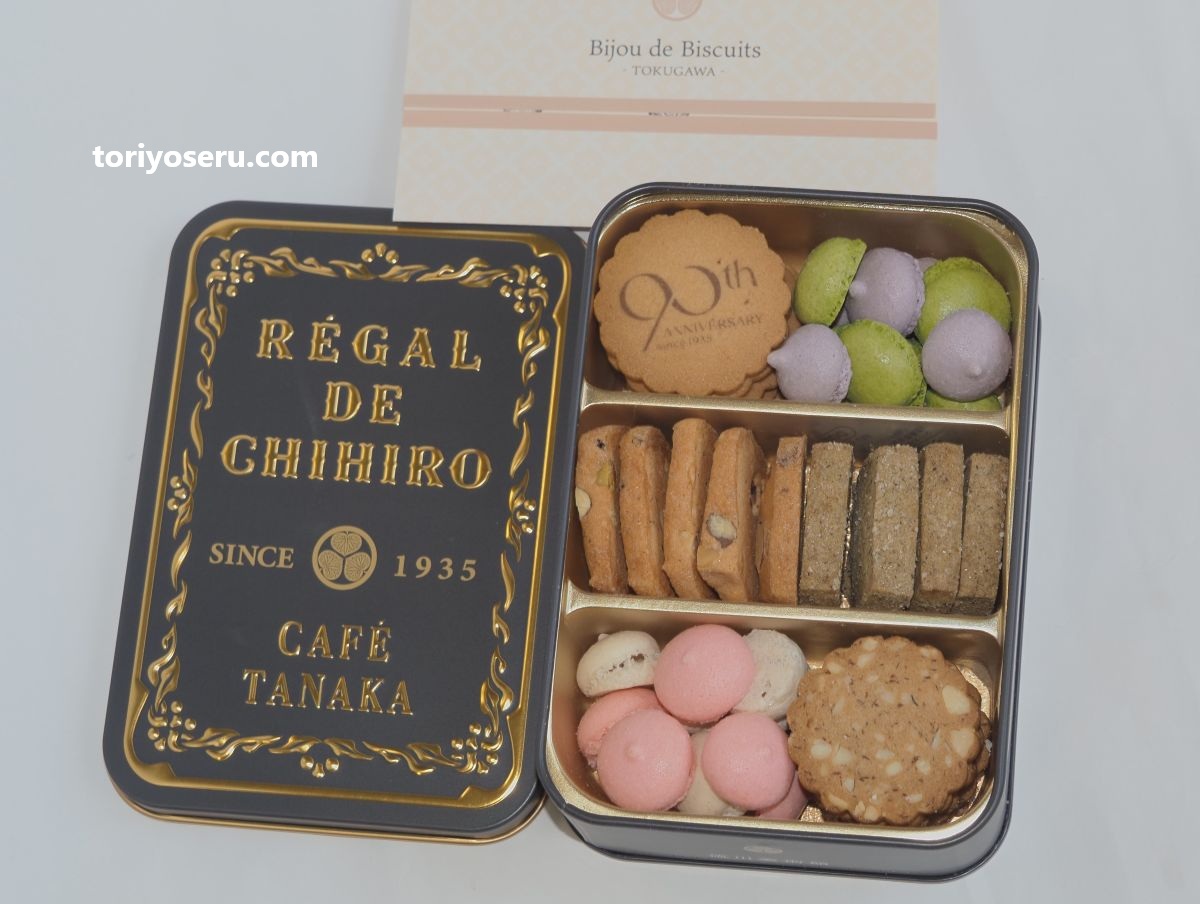 Bijou de Biscuits
- TOKUGAWA -
toriyoseru.com
RÉGAL
DE
CHIHIRO
SINCE 1935
CAFÉ
TANAKA
90th
ANNIVERSARY
since 1935